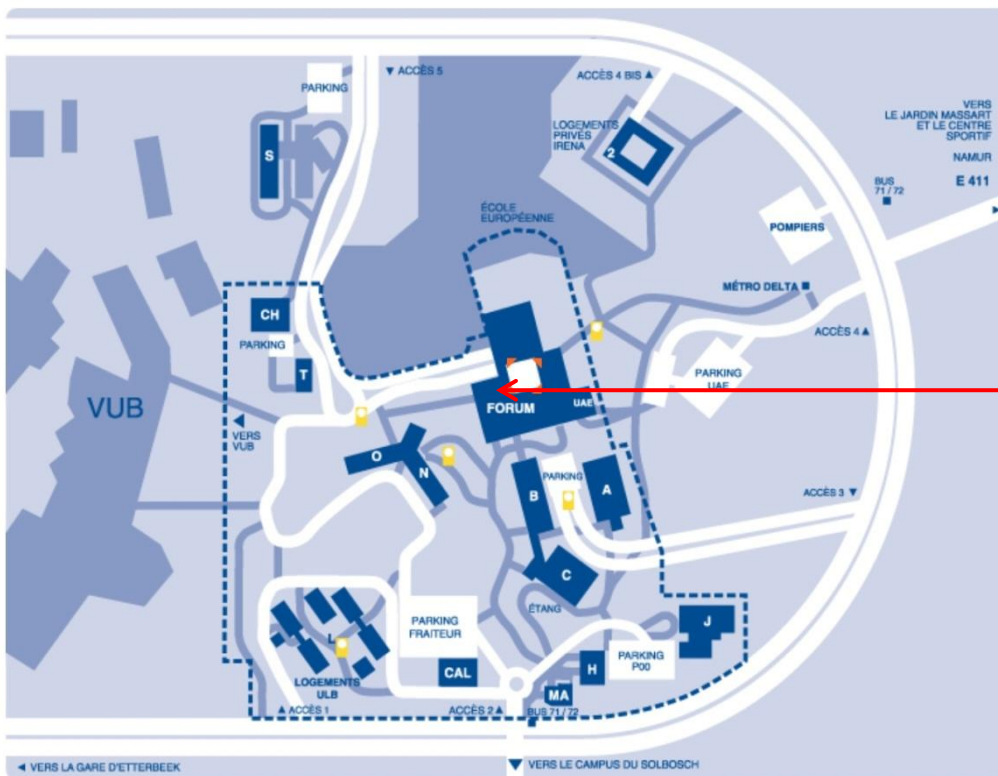 PARKING
▼ ACCÈS 5
ACCÈS 4 BIS ▲
VERS
LE JARDIN MASSART
ET LE CENTRE
SPORTIF
NAMUR
E 411
BUS
71 / 72
LOGEMENTS
PRIVÉS
IRENA
2
S
ÉCOLE
EUROPÉENNE
POMPIERS
MÉTRO DELTA
ACCÈS 4 ▲
CH
PARKING
T
PARKING
UAE
FORUM
UAE
VUB
VERS
VUB
O
N
B
PARKING
A
ACCÈS 3 ▼
C
ÉTANG
PARKING
FRAITEUR
J
L
LOGEMENTS
ULB
CAL
H
PARKING
P00
MA
▲ ACCÈS 1
ACCÈS 2 ▲
BUS 71 / 72
◄ VERS LA GARE D'ETTERBEEK
▼ VERS LE CAMPUS DU SOLBOSCH